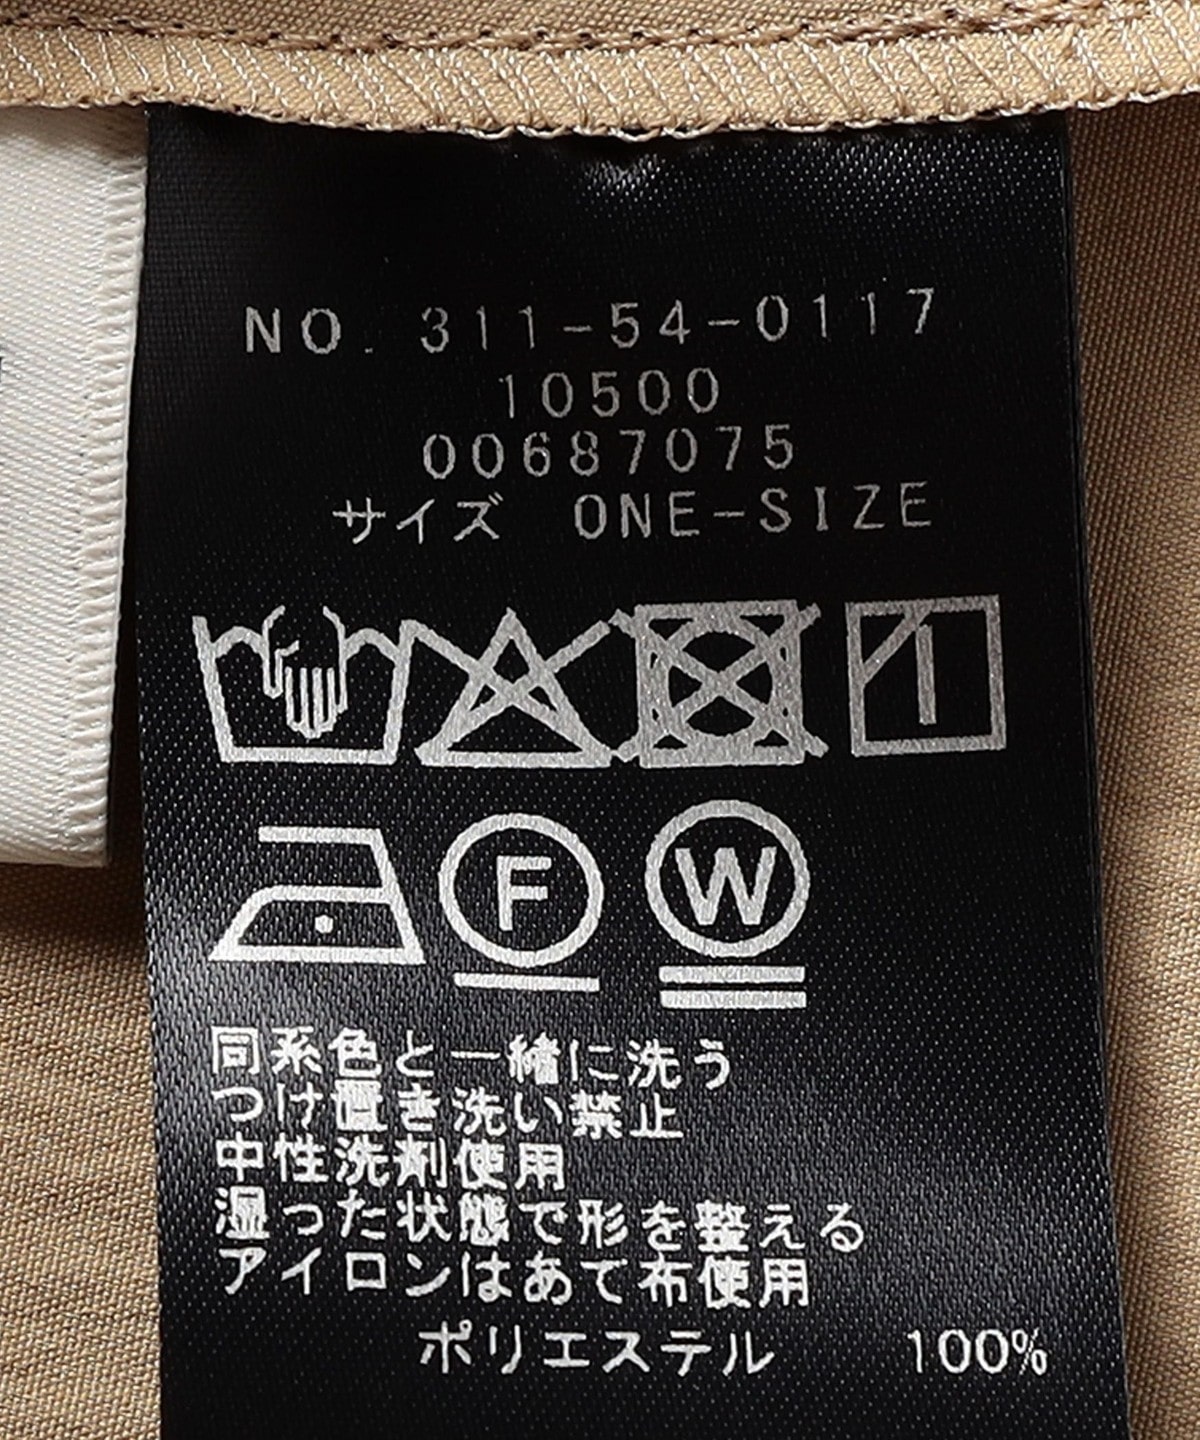 NO. 311-54-0117
10500
00687075
サイズ ONE-SIZE
F W
同系色と一緒に洗う
つけ置き洗い禁止
中性洗剤使用
湿った状態で形を整える
アイロンはあて布使用
ポリエステル 100%